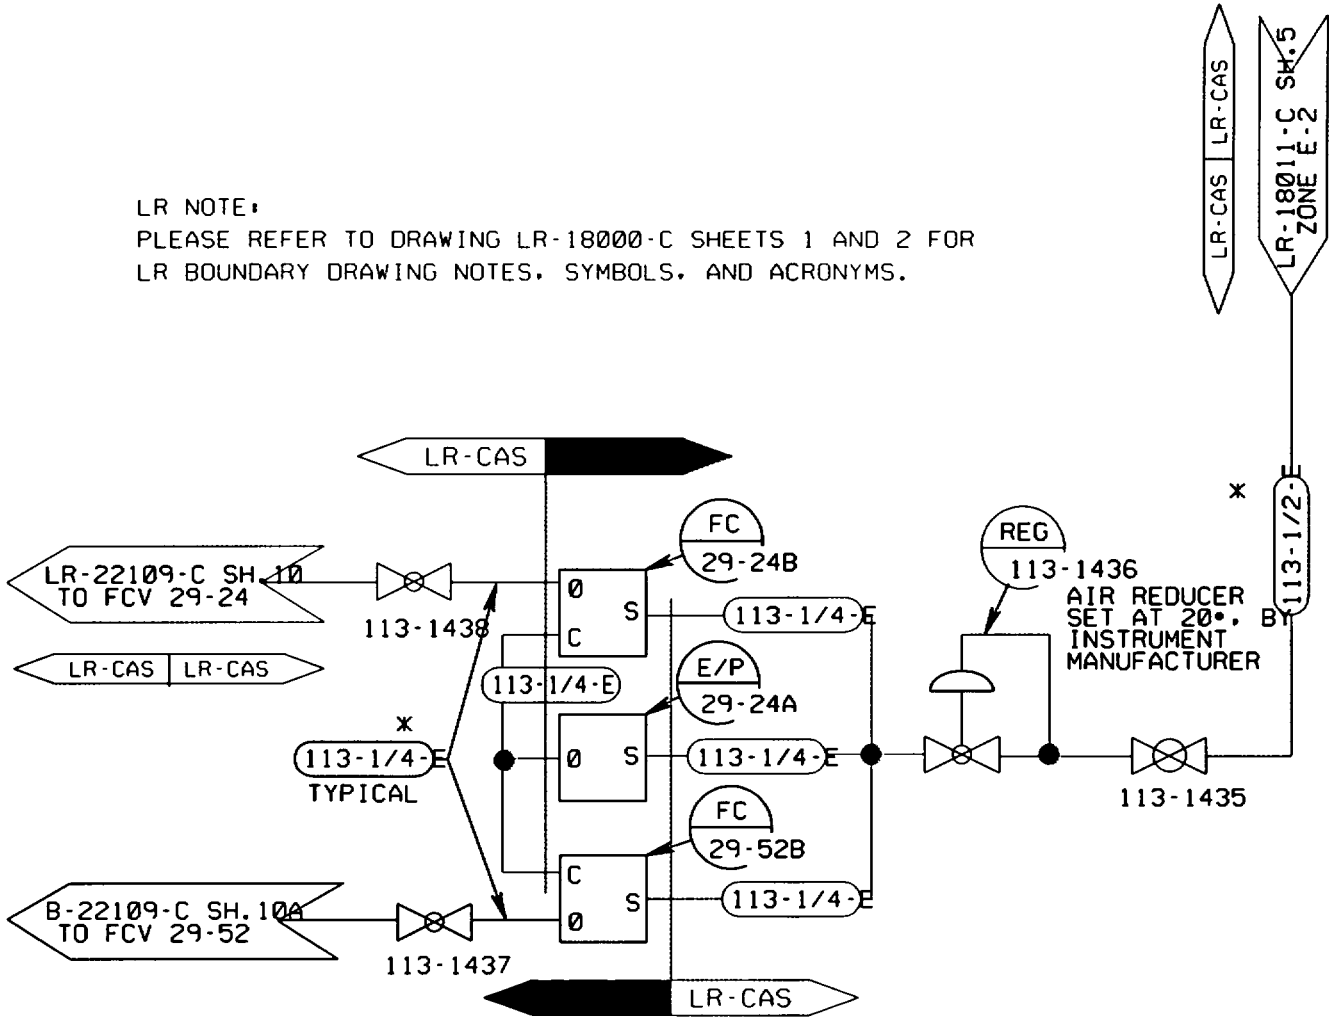 LR-CAS LR-CAS
LR-18011-C SH.5
ZONE E-2
LR NOTE:
PLEASE REFER TO DRAWING LR-18000-C SHEETS 1 AND 2 FOR
LR BOUNDARY DRAWING NOTES, SYMBOLS, AND ACRONYMS.
LR-CAS
*
113-1/2-E
FC
29-24B
REG
113-1436
AIR REDUCER
SET AT 20#, BY
INSTRUMENT
MANUFACTURER
LR-22109-C SH.10
TO FCV 29-24
113-1438
Ø
S
C
113-1/4-E
LR-CAS LR-CAS
113-1/4-E
E/P
29-24A
*
113-1/4-E
TYPICAL
Ø
S
113-1/4-E
113-1435
FC
29-52B
C
S
Ø
113-1/4-E
B-22109-C SH.10A
TO FCV 29-52
113-1437
LR-CAS